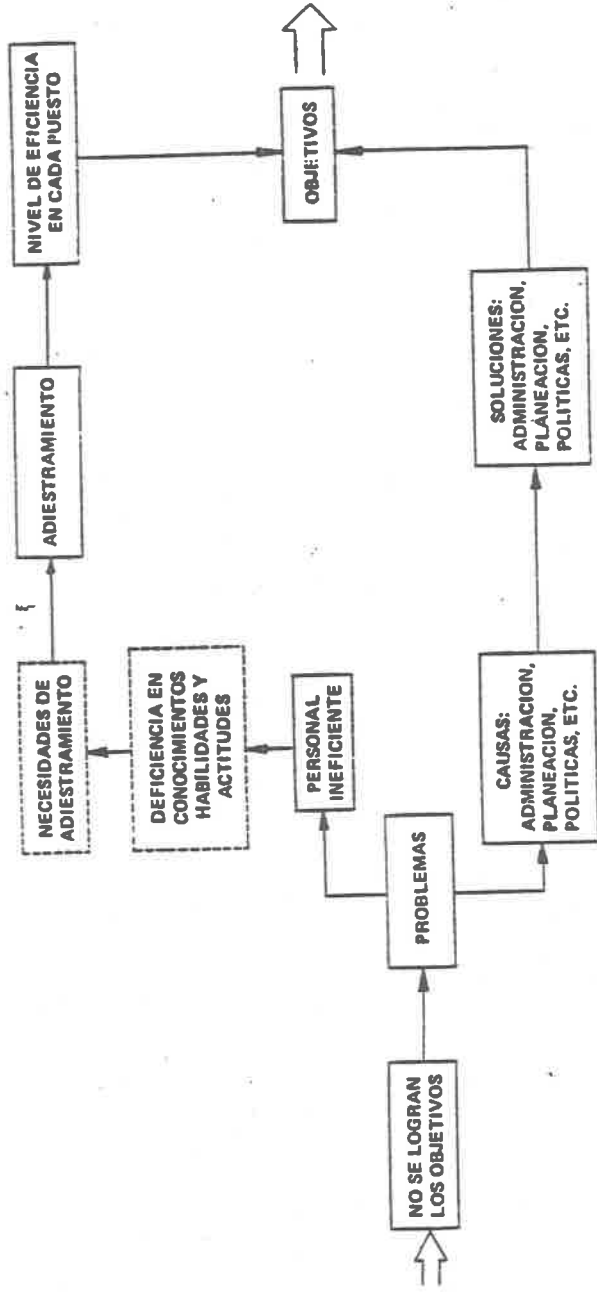 NO SE LOGRAN
LOS OBJETIVOS
PROBLEMAS
PERSONAL
INEFICIENTE
DEFICIENCIA EN
CONOCIMIENTOS
HABILIDADES Y
ACTITUDES
NECESIDADES DE
ADIESTRAMIENTO
ADIESTRAMIENTO
NIVEL DE EFICIENCIA
EN CADA PUESTO
CAUSAS:
ADMINISTRACION,
PLANEACION,
POLITICAS, ETC.
SOLUCIONES:
ADMINISTRACION,
PLANEACION,
POLITICAS, ETC.
OBJETIVOS